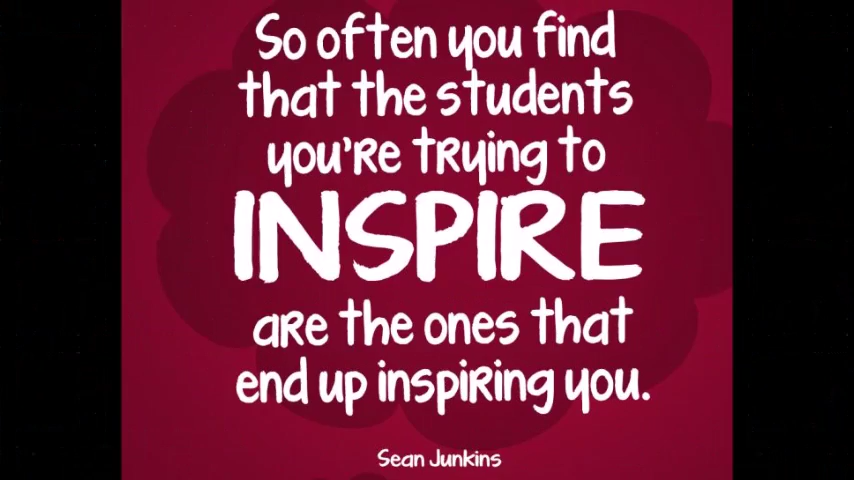 So often you find
that the students
you're trying to
INSPIRE
are the ones that
end up inspiring you.
Sean Junkins